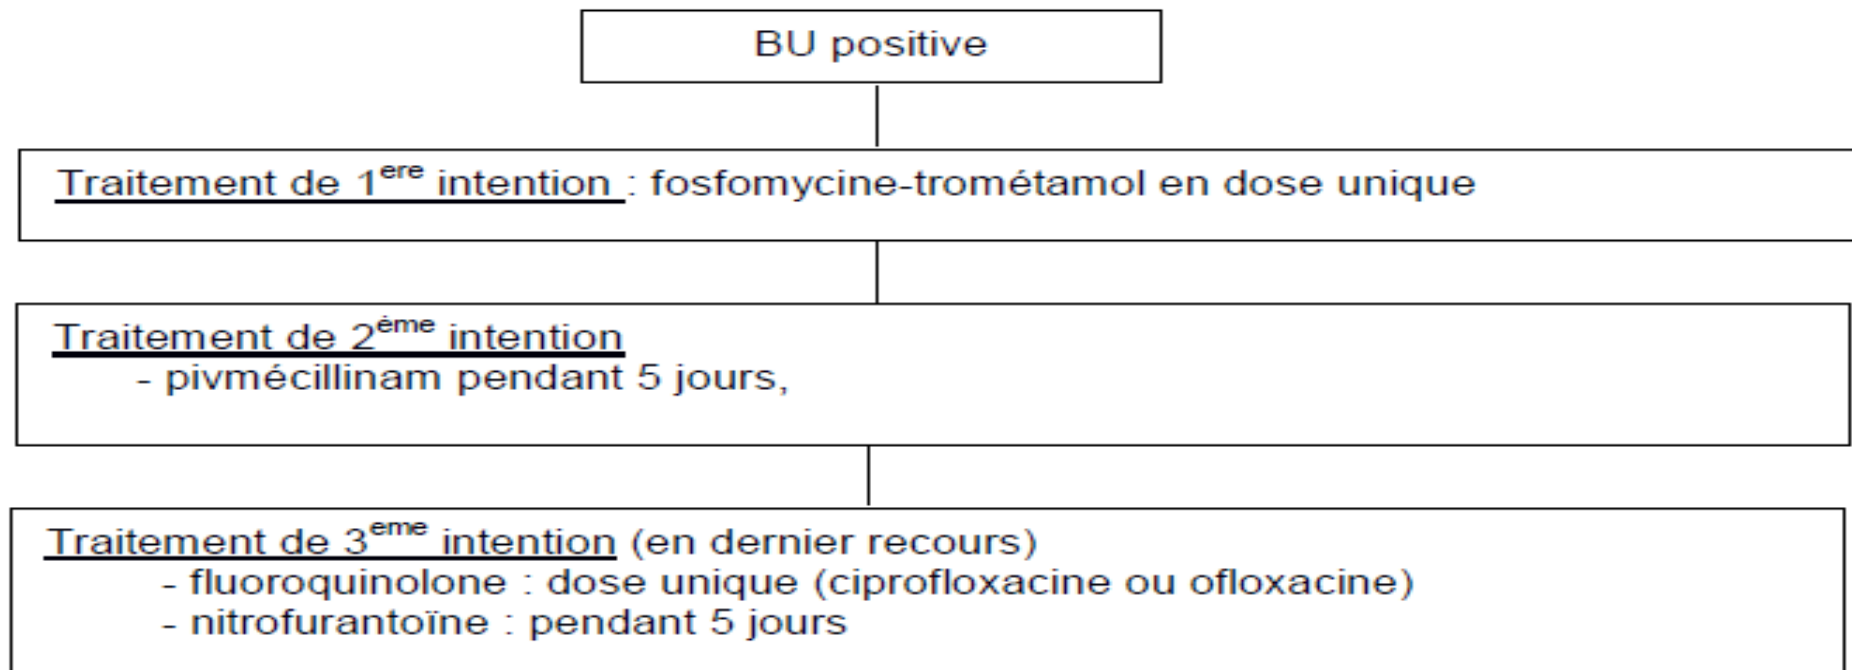 BU positive
Traitement de 1ere intention : fosfomycine-trométamol en dose unique
Traitement de 2ème intention
- pivmécillinam pendant 5 jours,
Traitement de 3eme intention (en dernier recours)
- fluoroquinolone : dose unique (ciprofloxacine ou ofloxacine)
- nitrofurantoïne : pendant 5 jours